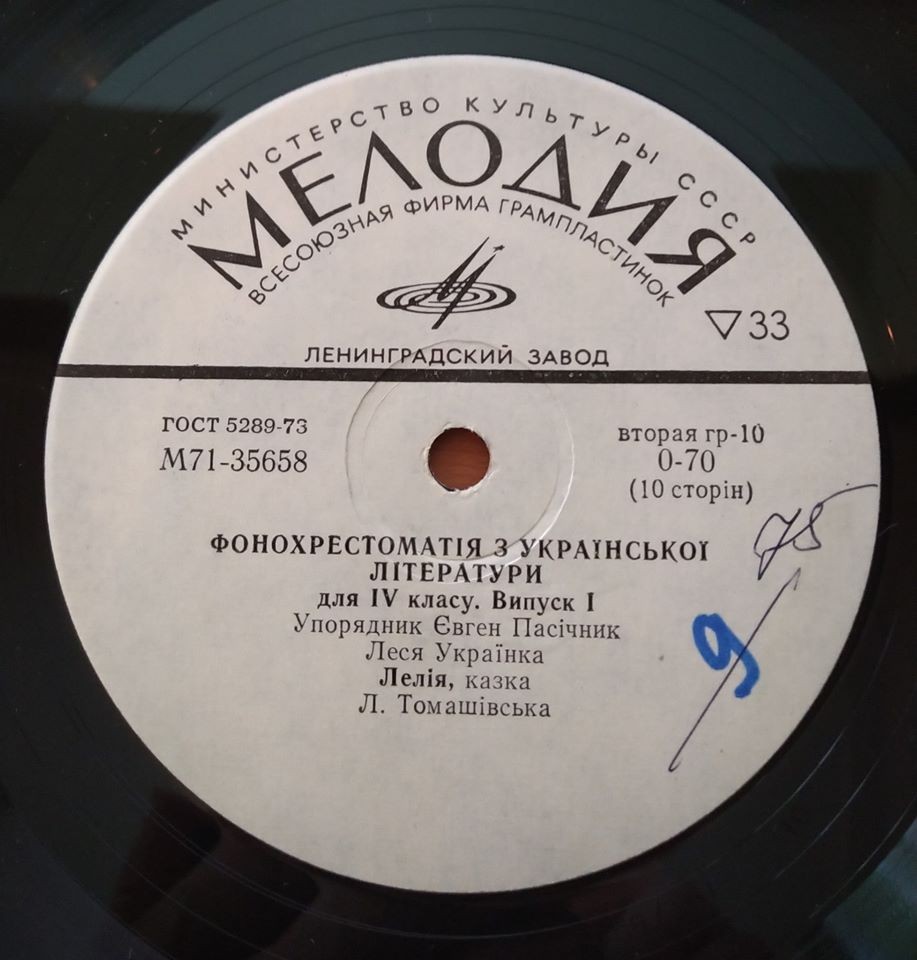 МИНИСТЕРСТВО КУЛЬТУРЫ СССР
МЕЛОДИЯ
ВСЕСОЮЗНАЯ ФИРМА ГРАМПЛАСТИНОК
33
ЛЕНИНГРАДСКИЙ ЗАВОД
ГОСТ 5289-73
вторая гр-10
М71-35658
0-70
(10 сторін)
ФОНОХРЕСТОМАТІЯ З УКРАЇНСЬКОЇ
ЛІТЕРАТУРИ
для IV класу. Випуск I
Упорядник Євген Пасічник
Леся Українка
Лелія, казка
Л. Томашівська
9